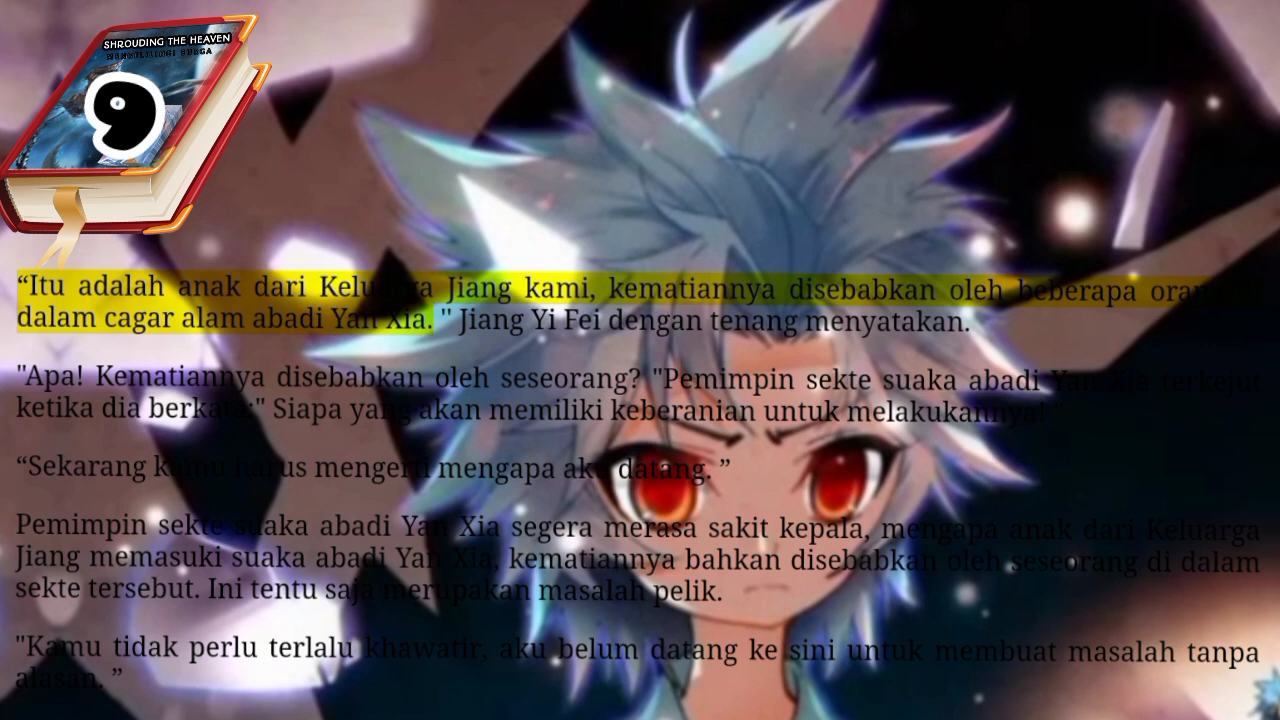 SHROUDING THE HEAVEN
9
“Itu adalah anak dari Keluarga Jiang kami, kematiannya disebabkan oleh beberapa
dalam cagar alam abadi Yan Xia. " Jiang Yi Fei dengan tenang menyatakan.
"Apa! Kematiannya disebabkan oleh seseorang? "Pemimpin sekte suaka abadi Yan Xia terkejut
ketika dia berkata:" Siapa yang akan memiliki keberanian untuk melakukannya! "
“Sekarang kamu harus mengerti mengapa aku datang. ”
Pemimpin sekte suaka abadi Yan Xia segera merasa sakit kepala, mengapa anak dari Keluarga
Jiang memasuki suaka abadi Yan Xia, kematiannya bahkan disebabkan oleh seseorang di dalam
sekte tersebut. Ini tentu saja merupakan masalah pelik.
"Kamu tidak perlu terlalu khawatir, aku belum datang ke sini untuk membuat masalah tanpa
alasan. ”